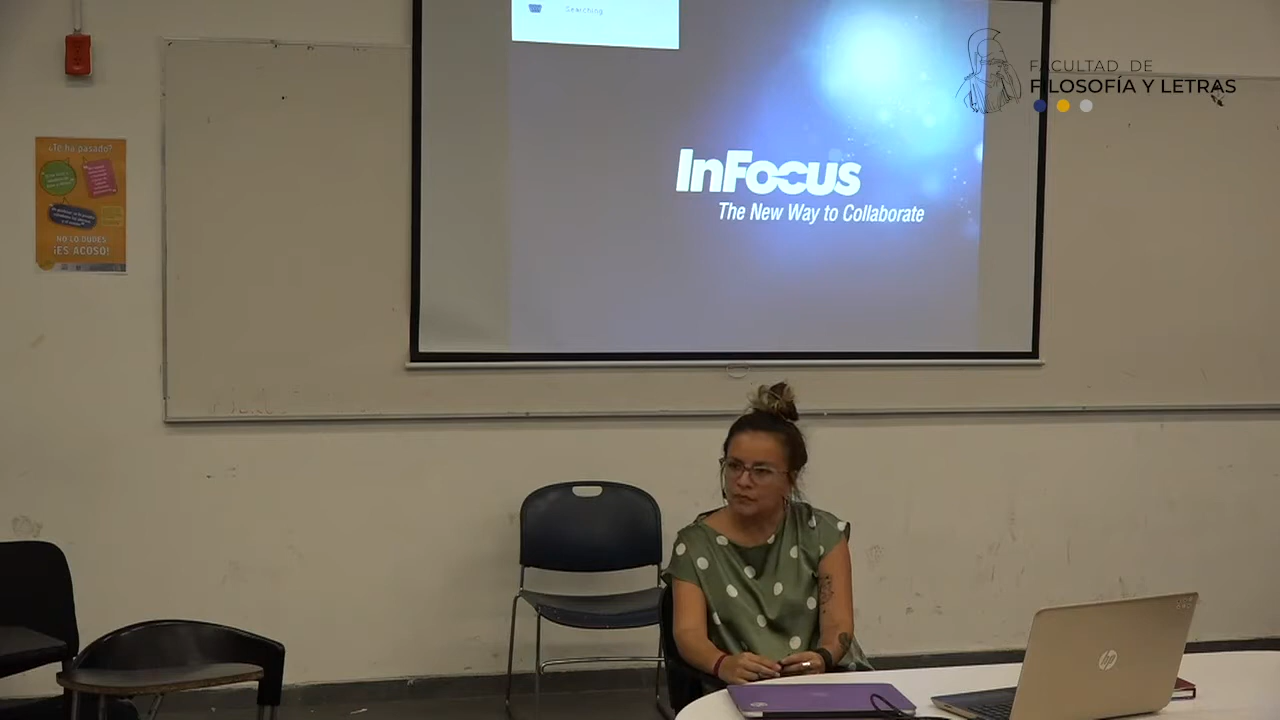 Searching
FACULTAD DE
FILOSOFÍA Y LETRAS
InFocus
The New Way to Collaborate
¿Te ha pasado?
NO LO DUDES
¡ES ACOSO!
hp